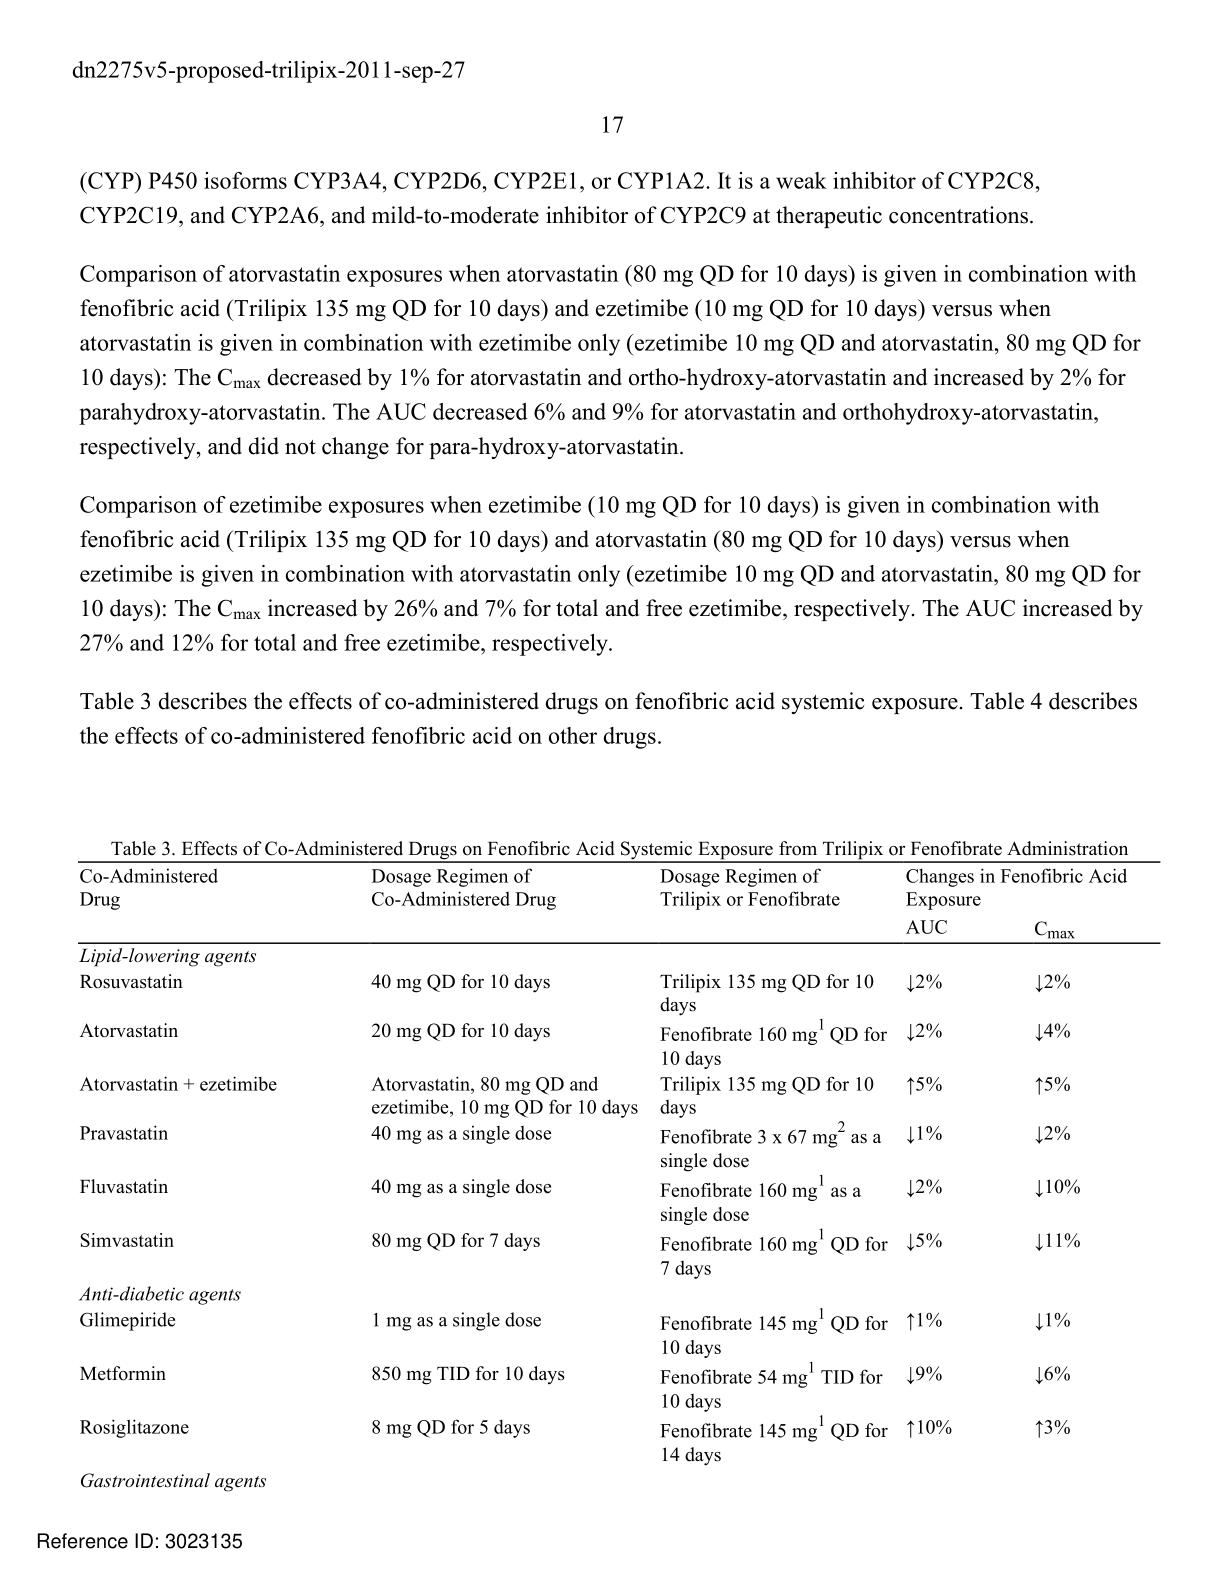 dn2275v5-proposed-trilipix-2011-sep-27
17
(CYP) P450 isoforms CYP3A4, CYP2D6, CYP2E1, or CYP1A2. It is a weak inhibitor of CYP2C8,
CYP2C19, and CYP2A6, and mild-to-moderate inhibitor of CYP2C9 at therapeutic concentrations.
Comparison of atorvastatin exposures when atorvastatin (80 mg QD for 10 days) is given in combination with
fenofibric acid (Trilipix 135 mg QD for 10 days) and ezetimibe (10 mg QD for 10 days) versus when
atorvastatin is given in combination with ezetimibe only (ezetimibe 10 mg QD and atorvastatin, 80 mg QD for
10 days): The Cmax decreased by 1% for atorvastatin and ortho-hydroxy-atorvastatin and increased by 2% for
parahydroxy-atorvastatin. The AUC decreased 6% and 9% for atorvastatin and orthohydroxy-atorvastatin,
respectively, and did not change for para-hydroxy-atorvastatin.
Comparison of ezetimibe exposures when ezetimibe (10 mg QD for 10 days) is given in combination with
fenofibric acid (Trilipix 135 mg QD for 10 days) and atorvastatin (80 mg QD for 10 days) versus when
ezetimibe is given in combination with atorvastatin only (ezetimibe 10 mg QD and atorvastatin, 80 mg QD for
10 days): The Cmax increased by 26% and 7% for total and free ezetimibe, respectively. The AUC increased by
27% and 12% for total and free ezetimibe, respectively.
Table 3 describes the effects of co-administered drugs on fenofibric acid systemic exposure. Table 4 describes
the effects of co-administered fenofibric acid on other drugs.
Table 3. Effects of Co-Administered Drugs on Fenofibric Acid Systemic Exposure from Trilipix or Fenofibrate Administration
Co-Administered Dosage Regimen of Dosage Regimen of Changes in Fenofibric Acid
Drug Co-Administered Drug Trilipix or Fenofibrate Exposure
AUC Cmax
Lipid-lowering agents
Rosuvastatin 40 mg QD for 10 days Trilipix 135 mg QD for 10 ↓2% ↓2%
days
Atorvastatin 20 mg QD for 10 days Fenofibrate 160 mg1 QD for ↓2% ↓4%
10 days
Atorvastatin + ezetimibe Atorvastatin, 80 mg QD and Trilipix 135 mg QD for 10 ↑5% ↑5%
ezetimibe, 10 mg QD for 10 days days
Pravastatin 40 mg as a single dose Fenofibrate 3 x 67 mg2 as a ↓1% ↓2%
single dose
Fluvastatin 40 mg as a single dose Fenofibrate 160 mg1 as a ↓2% ↓10%
single dose
Simvastatin 80 mg QD for 7 days Fenofibrate 160 mg1 QD for ↓5% ↓11%
7 days
Anti-diabetic agents
Glimepiride 1 mg as a single dose Fenofibrate 145 mg1 QD for ↑1% ↓1%
10 days
Metformin 850 mg TID for 10 days Fenofibrate 54 mg1 TID for ↓9% ↓6%
10 days
Rosiglitazone 8 mg QD for 5 days Fenofibrate 145 mg1 QD for ↑10% ↑3%
14 days
Gastrointestinal agents
Reference ID: 3023135